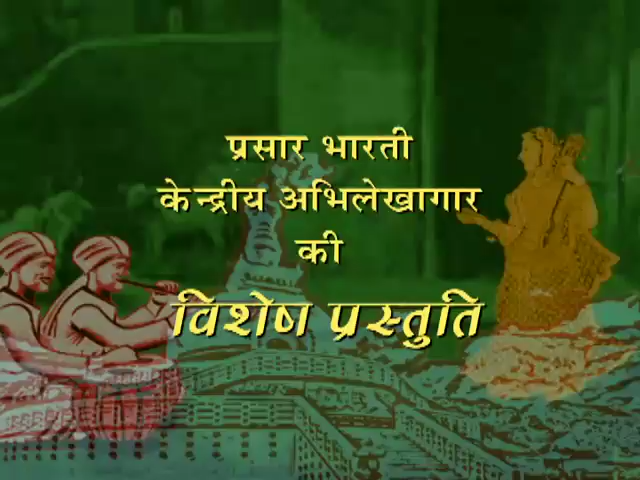 प्रसार भारती
केन्द्रीय अभिलेखागार
की
विशेष प्रस्तुति